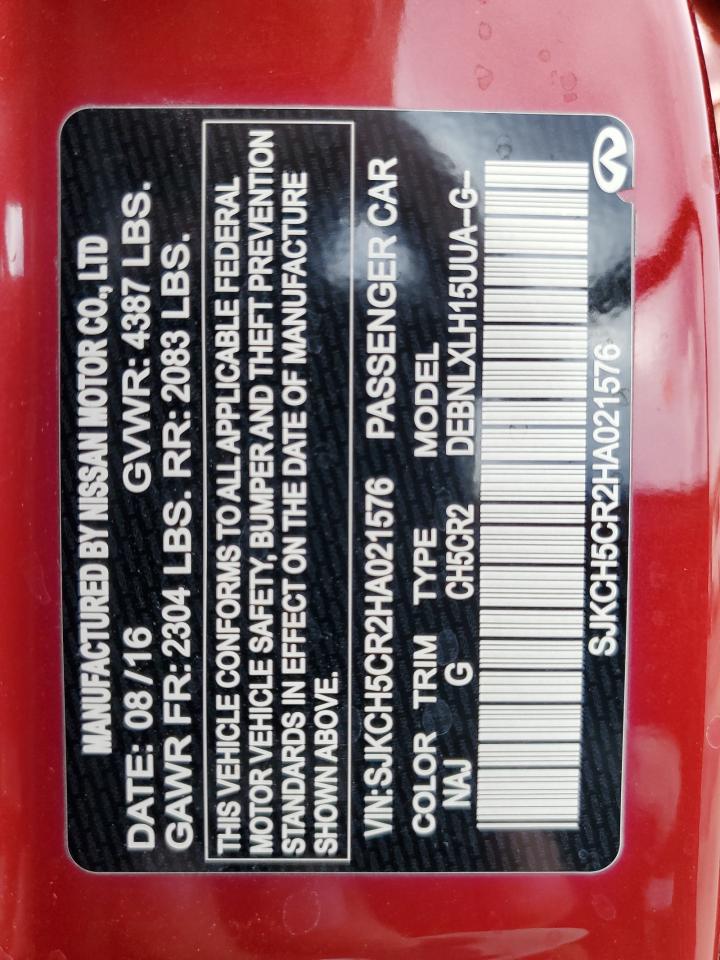 MANUFACTURED BY NISSAN MOTOR CO., LTD
DATE: 08 / 16 GVWR: 4387 LBS.
GAWR FR: 2304 LBS. RR: 2083 LBS.
THIS VEHICLE CONFORMS TO ALL APPLICABLE FEDERAL
MOTOR VEHICLE SAFETY, BUMPER AND THEFT PREVENTION
STANDARDS IN EFFECT ON THE DATE OF MANUFACTURE
SHOWN ABOVE.
VIN:SJKCH5CR2HA021576 PASSENGER CAR
COLOR TRIM TYPE MODEL
NAJ G CH5CR2 DEBNLXLH15UUA–G–
SJKCH5CR2HA021576